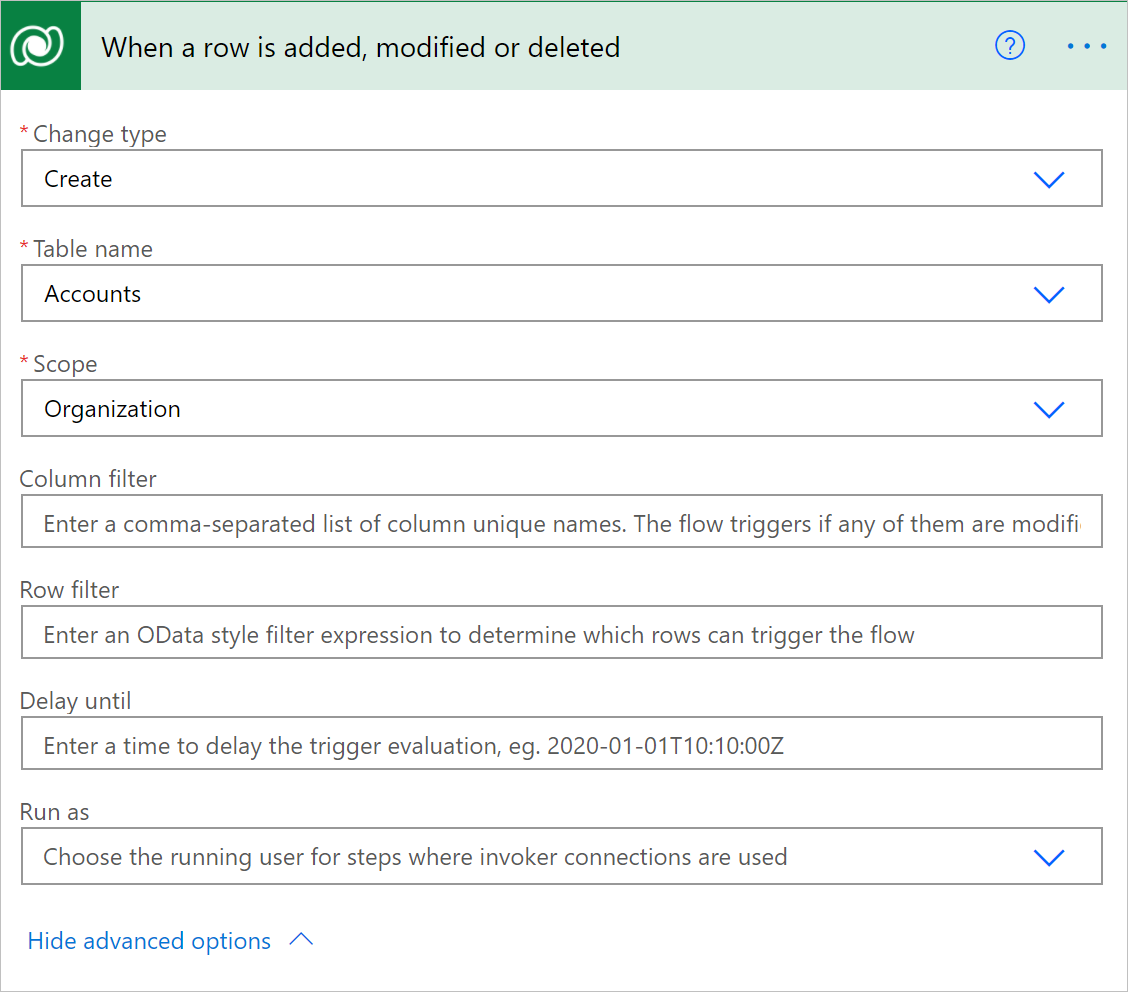 When a row is added, modified or deleted
* Change type
Create
* Table name
Accounts
* Scope
Organization
Column filter
Enter a comma-separated list of column unique names. The flow triggers if any of them are
Row filter
Enter an OData style filter expression to determine which rows can trigger the flow
Delay until
Enter a time to delay the trigger evaluation, eg. 2020-01-01T10:10:00Z
Run as
Choose the running user for steps where invoker connections are used
Hide advanced options